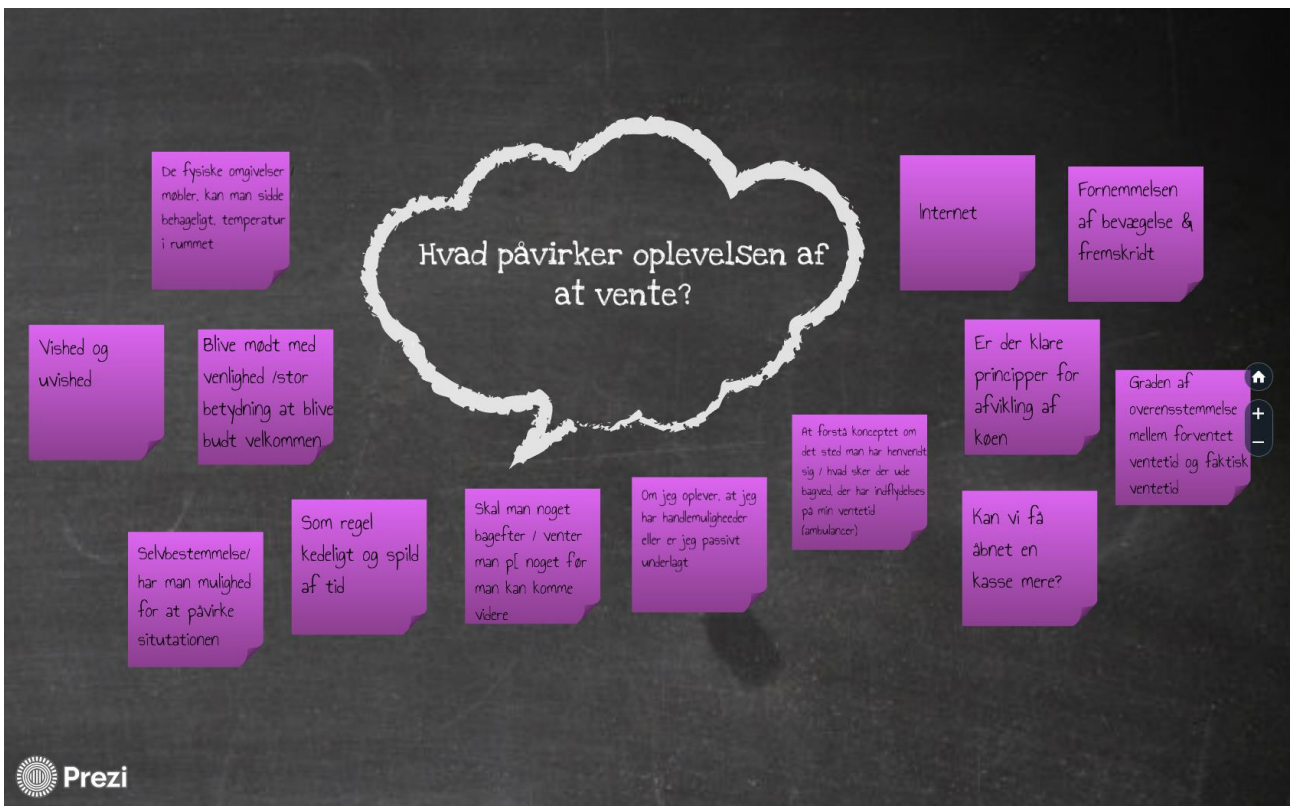 Hvad påvirker oplevelsen af
at vente?
De fysiske omgivelser /
møbler, kan man sidde
behageligt, temperatur
i rummet
Internet
Fornemmelsen
af bevægelse &
fremskridt
Vished og
uvished
Blive mødt med
venlighed /stor
betydning at blive
budt velkommen
Er der klare
principper for
afvikling af
køen
Graden af
overensstemmelse
mellem forventet
ventetid og faktisk
ventetid
At forstå konceptet om
det sted man har henvendt
sig / hvad sker der ude
bagved, der har indflydelses
på min ventetid
(ambulancer)
Selvbestemmelse/
har man mulighed
for at påvirke
situtationen
Som regel
kedeligt og spild
af tid
Skal man noget
bagefter / venter
man p[ noget før
man kan komme
videre
Om jeg oplever, at jeg
har handlemuligheeder
eller er jeg passivt
underlagt
Kan vi få
åbnet en
kasse mere?
Prezi